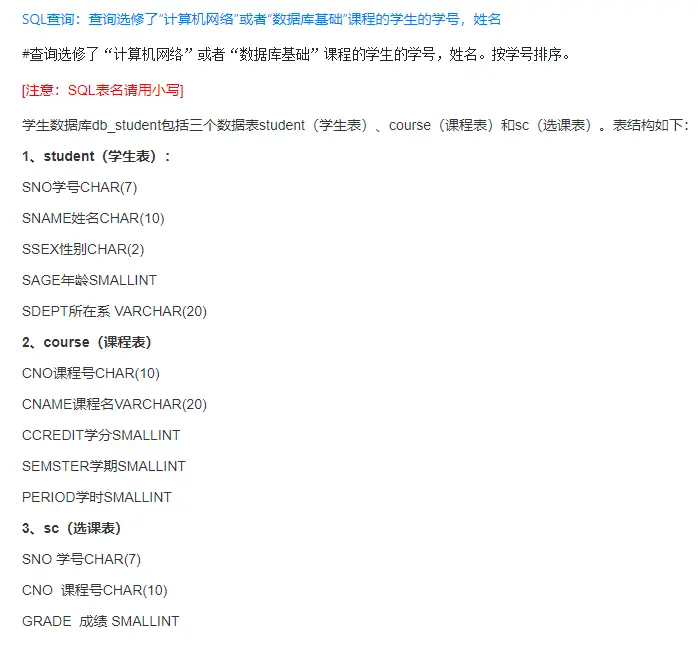 SQL查询：查询选修了“计算机网络”或者“数据库基础”课程的学生的学号，姓名
#查询选修了“计算机网络”或者“数据库基础”课程的学生的学号，姓名。按学号排序。
[注意：SQL表名请用小写]
学生数据库db_student包括三个数据表student（学生表）、course（课程表）和sc（选课表）。表结构如下：
1、student（学生表）：
SNO学号CHAR(7)
SNAME姓名CHAR(10)
SSEX性别CHAR(2)
SAGE年龄SMALLINT
SDEPT所在系 VARCHAR(20)
2、course（课程表）
CNO课程号CHAR(10)
CNAME课程名VARCHAR(20)
CCREDIT学分SMALLINT
SEMSTER学期SMALLINT
PERIOD学时SMALLINT
3、sc（选课表）
SNO 学号CHAR(7)
CNO  课程号CHAR(10)
GRADE  成绩 SMALLINT